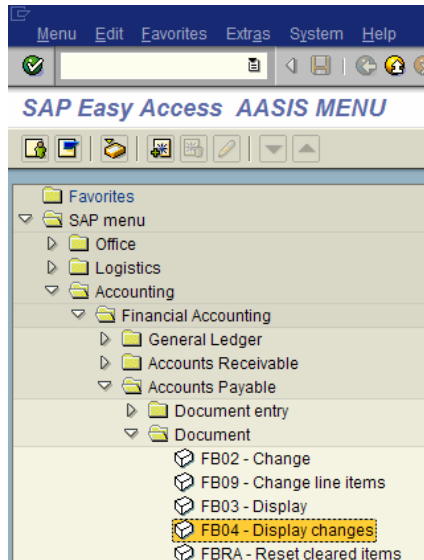 Menu Edit Favorites Extras System Help
SAP Easy Access AASIS MENU
Favorites
SAP menu
Office
Logistics
Accounting
Financial Accounting
General Ledger
Accounts Receivable
Accounts Payable
Document entry
Document
FB02 - Change
FB09 - Change line items
FB03 - Display
FB04 - Display changes
FBRA - Reset cleared items